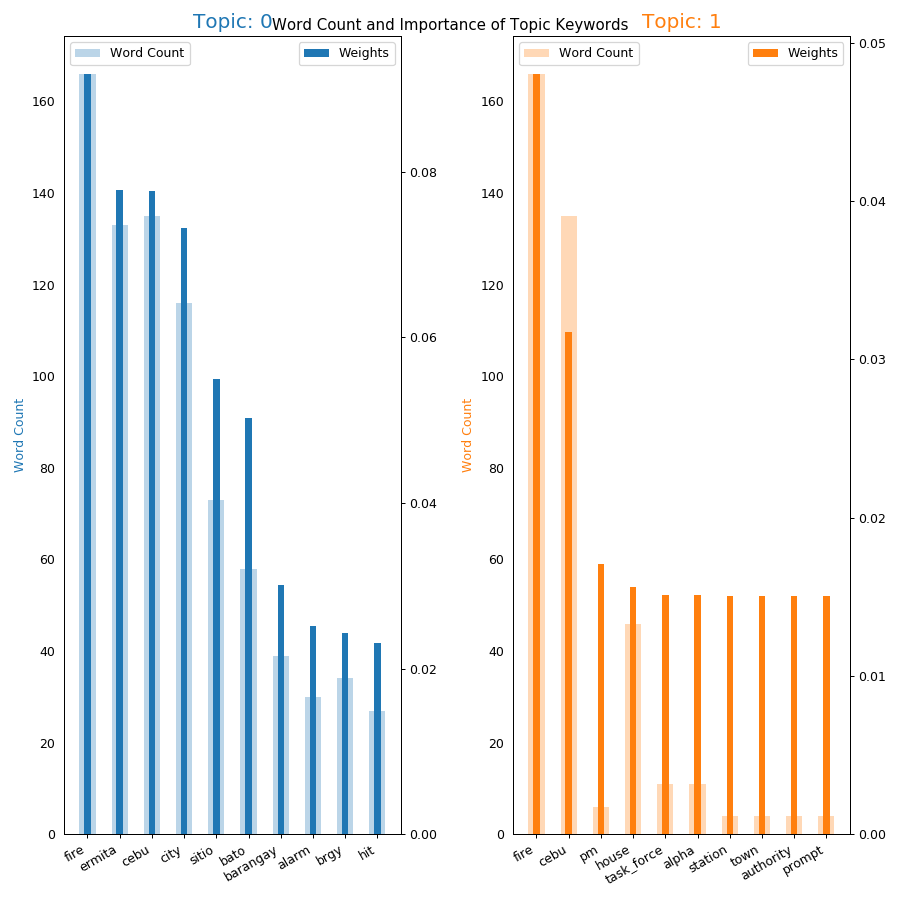 Word Count and Importance of Topic Keywords
Topic: 0
Word Count
Weights
Word Count
160
140
120
100
80
60
40
20
0
0.08
0.06
0.04
0.02
0.00
fire
ermita
cebu
city
sitio
bato
barangay
alarm
brgy
hit
Topic: 1
Word Count
Weights
Word Count
160
140
120
100
80
60
40
20
0
0.05
0.04
0.03
0.02
0.01
0.00
fire
cebu
pm
house
task_force
alpha
station
town
authority
prompt